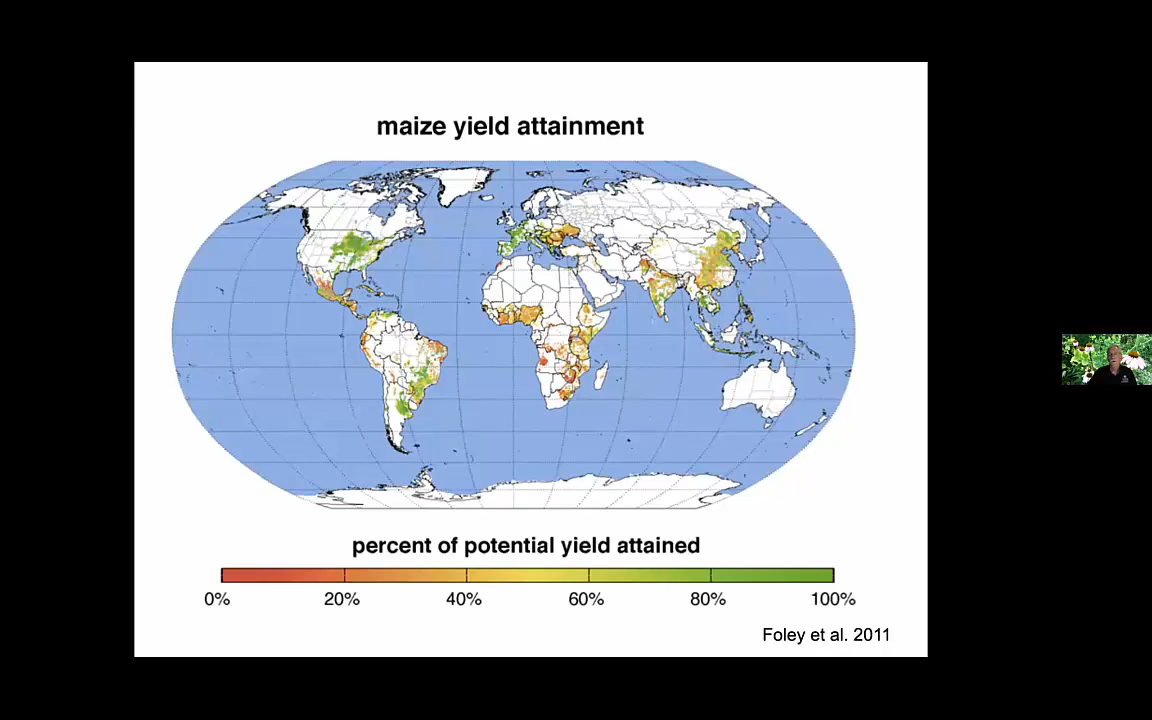 maize yield attainment
percent of potential yield attained
0% 20% 40% 60% 80% 100%
Foley et al. 2011